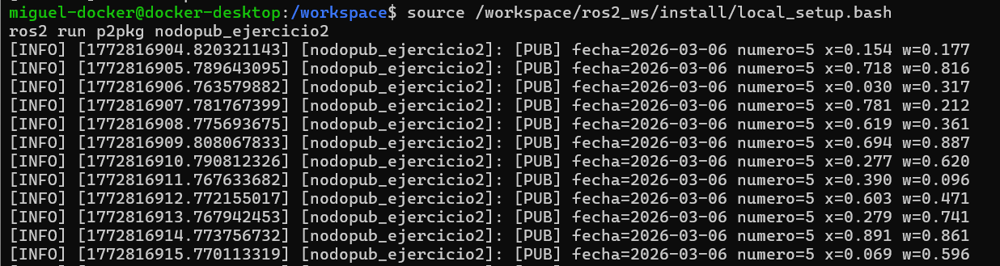 miguel-docker@docker-desktop:/workspace$ source /workspace/ros2_ws/install/local_setup.bash
ros2 run p2pkg nodopub_ejercicio2
[INFO] [1772816904.820321143] [nodopub_ejercicio2]: [PUB] fecha=2026-03-06 numero=5 x=0.154 w=0.177
[INFO] [1772816905.789643095] [nodopub_ejercicio2]: [PUB] fecha=2026-03-06 numero=5 x=0.718 w=0.816
[INFO] [1772816906.763579882] [nodopub_ejercicio2]: [PUB] fecha=2026-03-06 numero=5 x=0.030 w=0.317
[INFO] [1772816907.781767399] [nodopub_ejercicio2]: [PUB] fecha=2026-03-06 numero=5 x=0.781 w=0.212
[INFO] [1772816908.775693675] [nodopub_ejercicio2]: [PUB] fecha=2026-03-06 numero=5 x=0.619 w=0.361
[INFO] [1772816909.808067833] [nodopub_ejercicio2]: [PUB] fecha=2026-03-06 numero=5 x=0.694 w=0.887
[INFO] [1772816910.790812326] [nodopub_ejercicio2]: [PUB] fecha=2026-03-06 numero=5 x=0.277 w=0.620
[INFO] [1772816911.767633682] [nodopub_ejercicio2]: [PUB] fecha=2026-03-06 numero=5 x=0.390 w=0.096
[INFO] [1772816912.772155017] [nodopub_ejercicio2]: [PUB] fecha=2026-03-06 numero=5 x=0.603 w=0.471
[INFO] [1772816913.767942453] [nodopub_ejercicio2]: [PUB] fecha=2026-03-06 numero=5 x=0.279 w=0.741
[INFO] [1772816914.773756732] [nodopub_ejercicio2]: [PUB] fecha=2026-03-06 numero=5 x=0.891 w=0.861
[INFO] [1772816915.770113319] [nodopub_ejercicio2]: [PUB] fecha=2026-03-06 numero=5 x=0.069 w=0.596